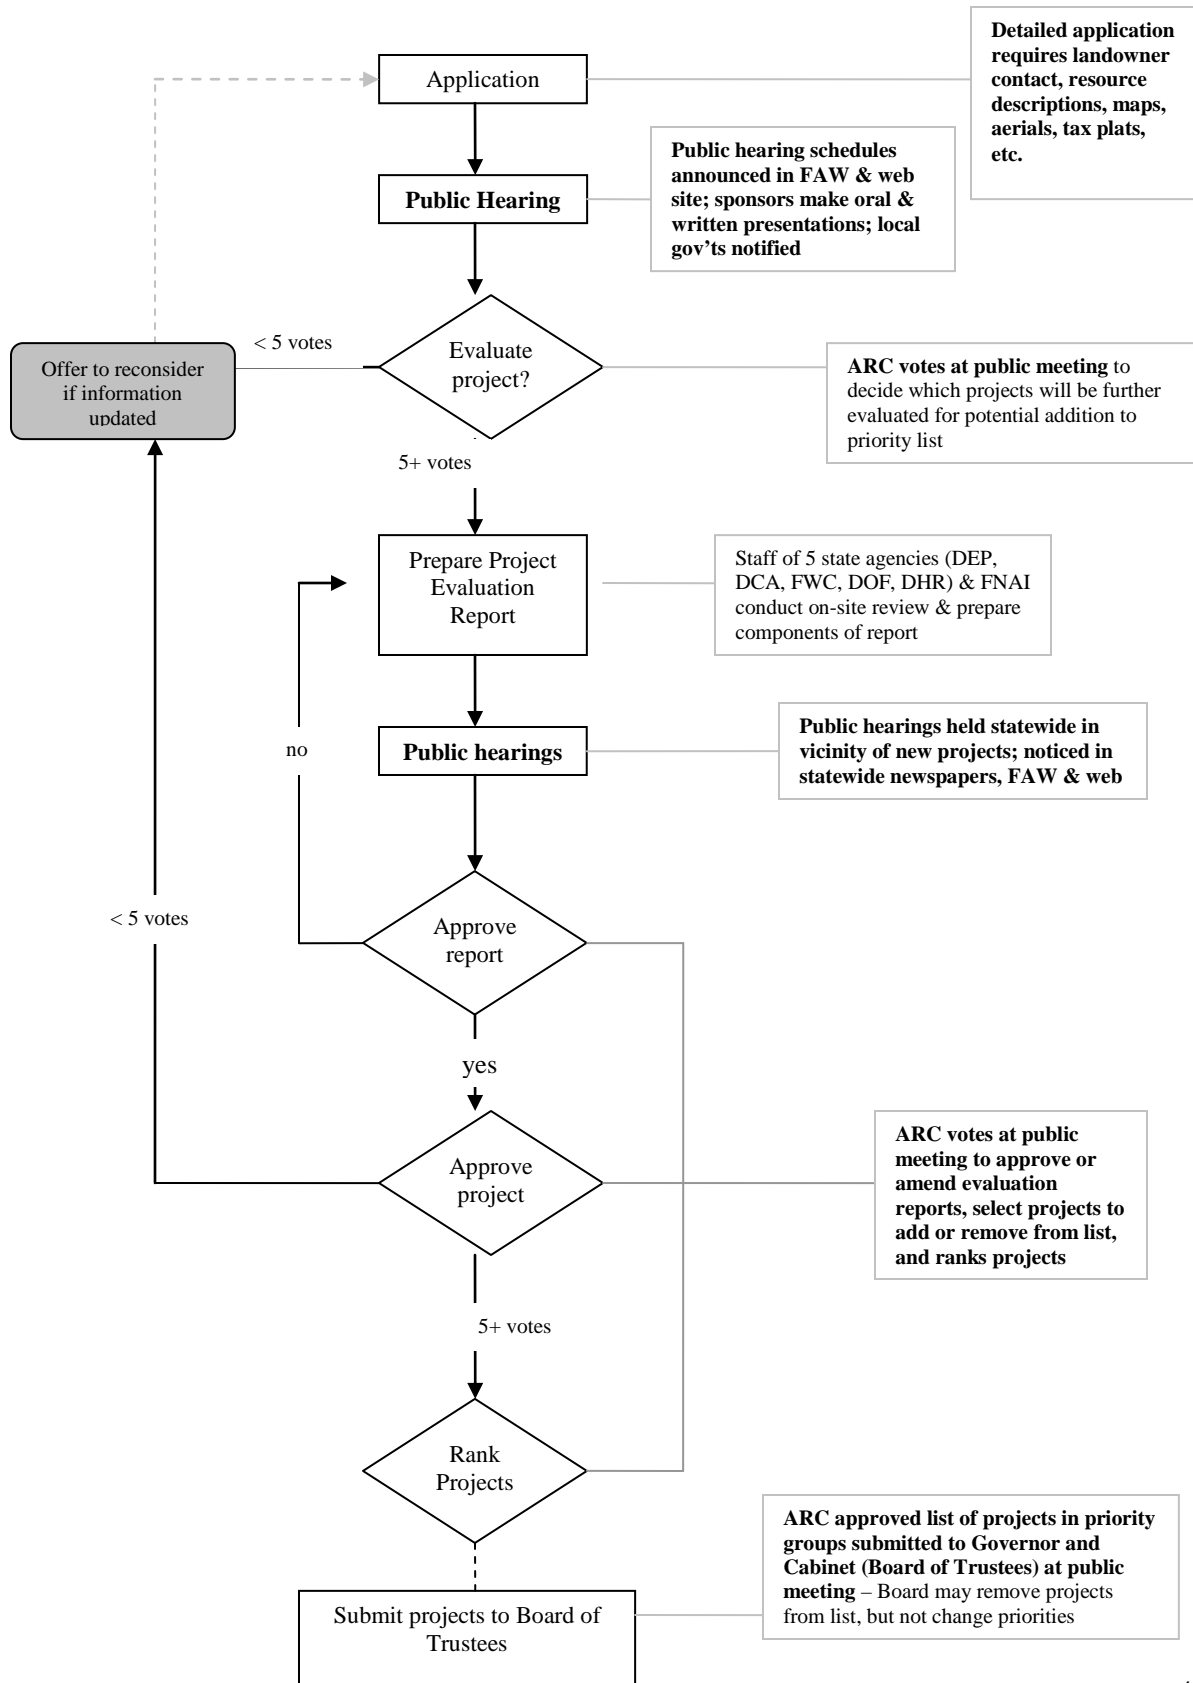 Detailed application
requires landowner
contact, resource
descriptions, maps,
aerials, tax plats,
etc.
Application
Public hearing schedules
announced in FAW & web
site; sponsors make oral &
written presentations; local
gov’ts notified
Public Hearing
< 5 votes
Evaluate
project?
Offer to reconsider
if information
updated
ARC votes at public meeting to
decide which projects will be further
evaluated for potential addition to
priority list
5+ votes
Prepare Project
Evaluation
Report
Staff of 5 state agencies (DEP,
DCA, FWC, DOF, DHR) & FNAI
conduct on-site review & prepare
components of report
no
Public hearings
Public hearings held statewide in
vicinity of new projects; noticed in
statewide newspapers, FAW & web
< 5 votes
Approve
report
yes
Approve
project
ARC votes at public
meeting to approve or
amend evaluation
reports, select projects to
add or remove from list,
and ranks projects
5+ votes
Rank
Projects
ARC approved list of projects in priority
groups submitted to Governor and
Cabinet (Board of Trustees) at public
meeting – Board may remove projects
from list, but not change priorities
Submit projects to Board of
Trustees